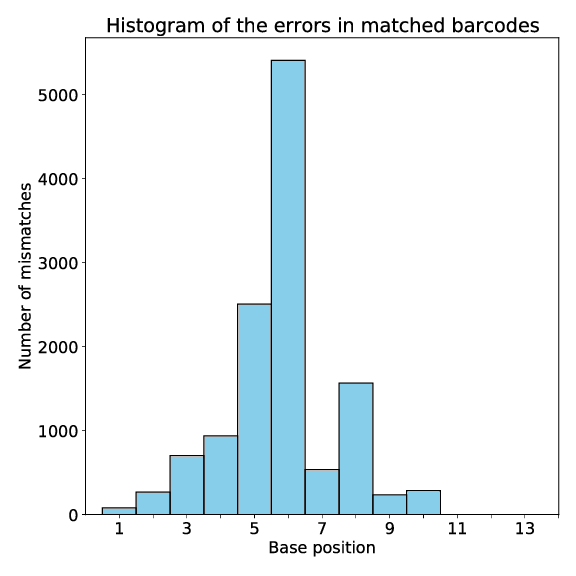 Histogram of the errors in matched barcodes
Number of mismatches
5000
4000
3000
2000
1000
0
1 3 5 7 9 11 13
Base position